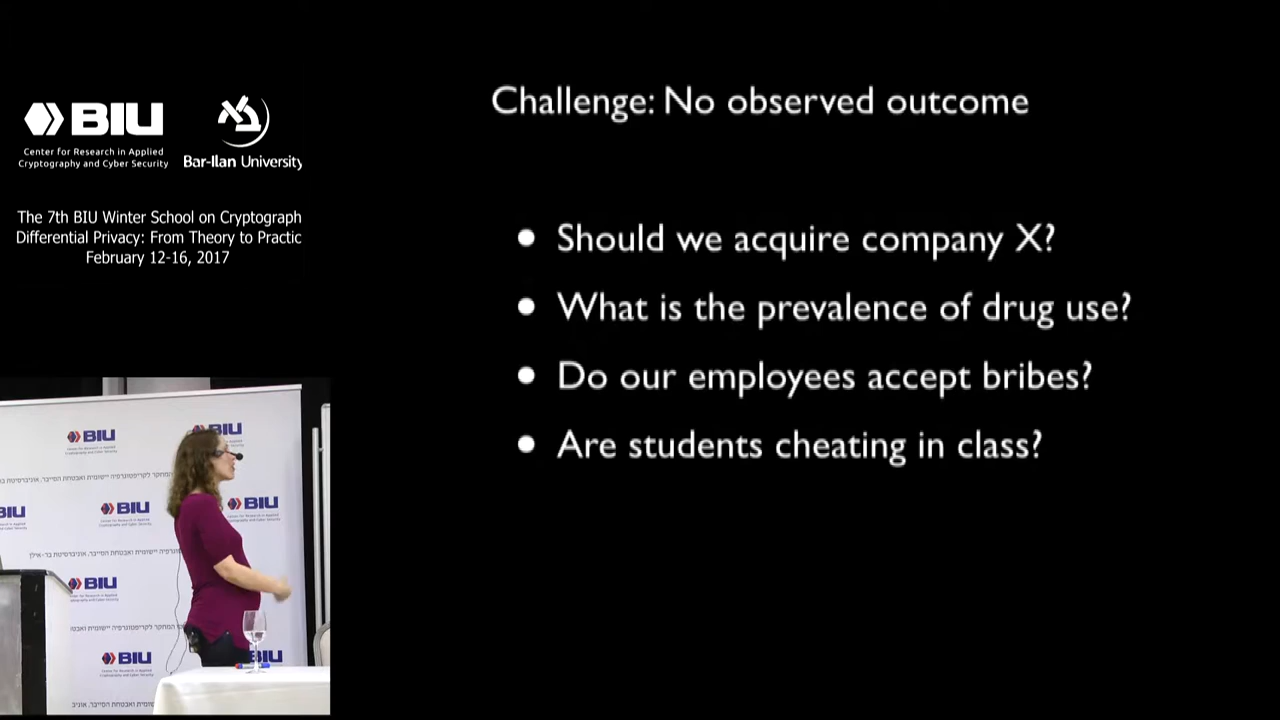 BIU
Center for Research in Applied
Cryptography and Cyber Security
Bar-Ilan University
The 7th BIU Winter School on Cryptograph
Differential Privacy: From Theory to Practic
February 12-16, 2017
Challenge: No observed outcome
• Should we acquire company X?
• What is the prevalence of drug use?
• Do our employees accept bribes?
• Are students cheating in class?
BIU
BIU
BIU
BIU
BIU
BIU
BIU
BIU